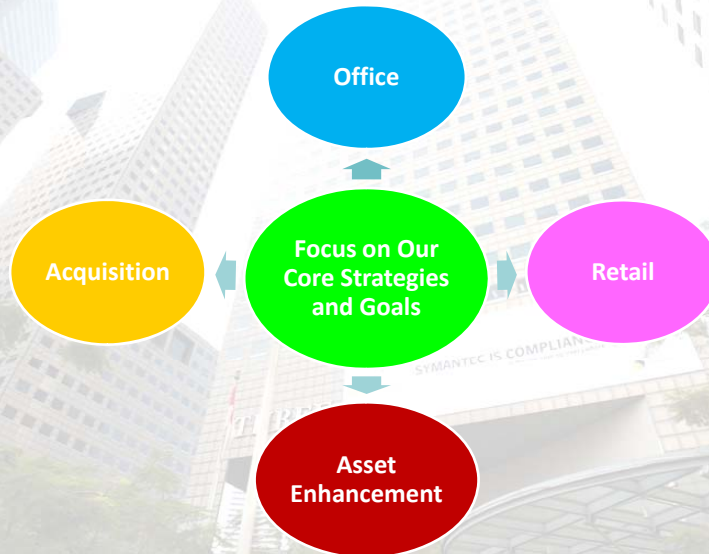 Office
Acquisition
Focus on Our
Core Strategies
and Goals
Retail
SYMANTEC IS COMPLIANCE
Asset
Enhancement